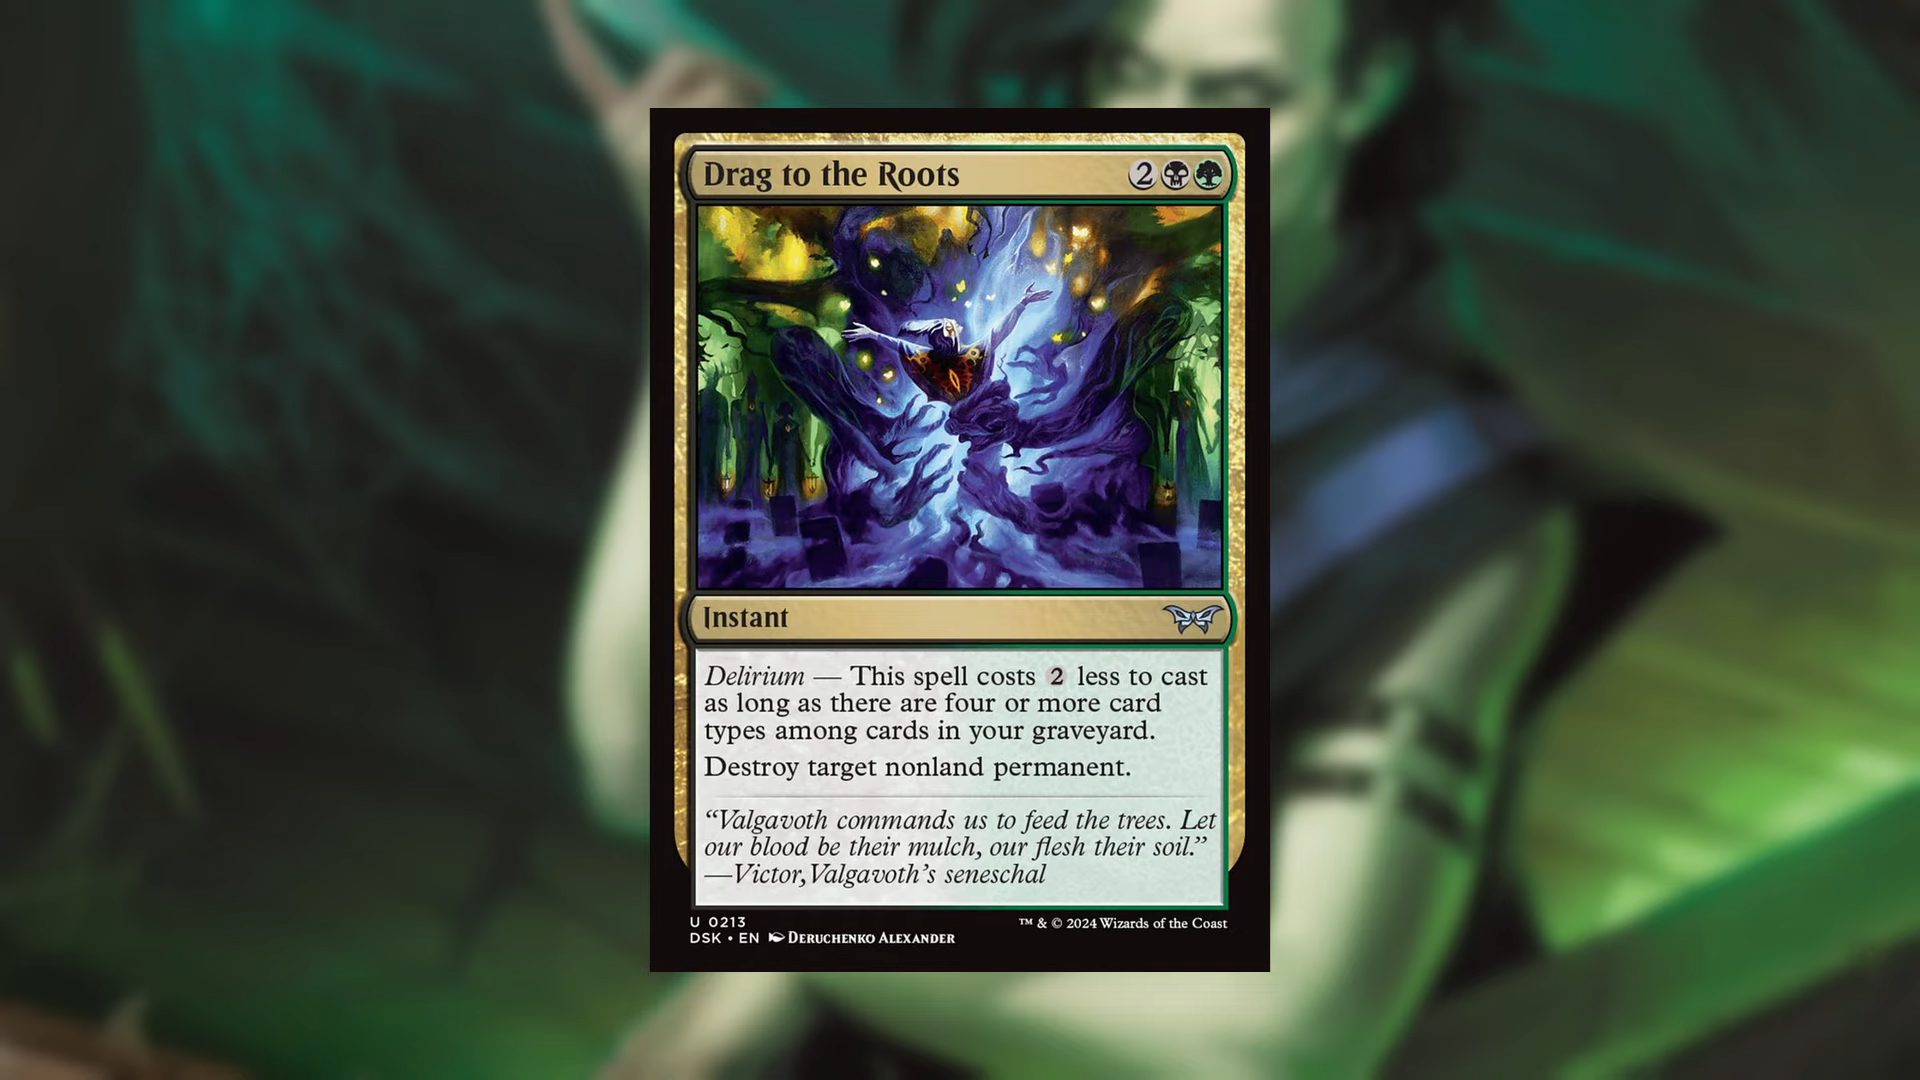 Drag to the Roots 2
Instant
Delirium — This spell costs 2 less to cast
as long as there are four or more card
types among cards in your graveyard.
Destroy target nonland permanent.
“Valgavoth commands us to feed the trees. Let
our blood be their mulch, our flesh their soil.”
—Victor, Valgavoth’s seneschal
U 0213
DSK • EN DERUCHENKO ALEXANDER
™ & © 2024 Wizards of the Coast